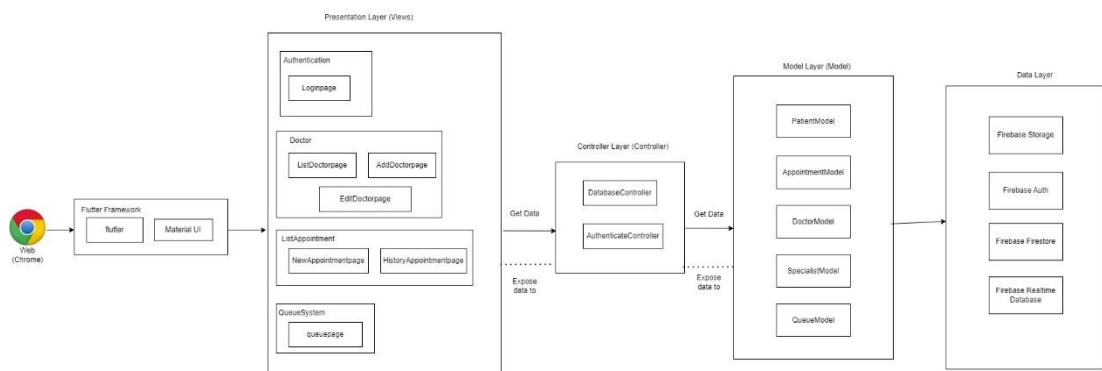 Presentation Layer (Views)
Authentication
Loginpage
Doctor
ListDoctorpage
AddDoctorpage
EditDoctorpage
ListAppointment
NewAppointmentpage
HistoryAppointmentpage
QueueSystem
queuepage
Web
(Chrome)
Flutter Framework
flutter
Material UI
Get Data
Expose
data to
Controller Layer (Controller)
DatabaseController
AuthenticateController
Get Data
Expose
data to
Model Layer (Model)
PatientModel
AppointmentModel
DoctorModel
SpecialistModel
QueueModel
Data Layer
Firebase Storage
Firebase Auth
Firebase Firestore
Firebase Realtime
Database